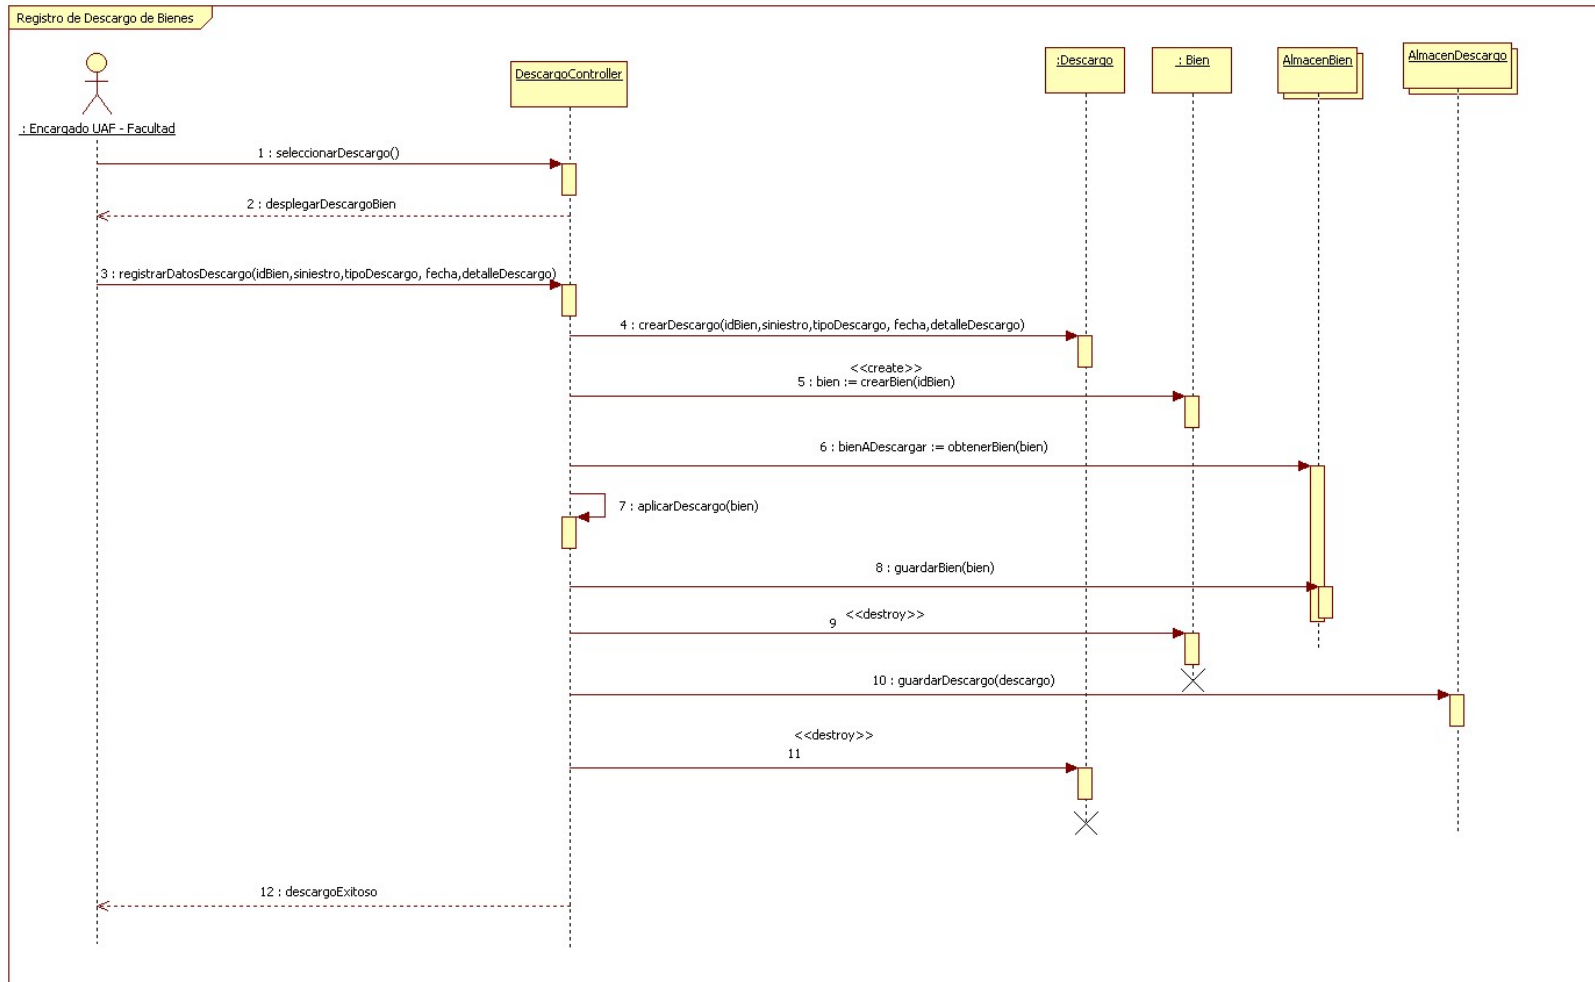 Registro de Descargo de Bienes
: Encargado UAF - Facultad
DescargoController
:Descargo
: Bien
AlmacenBien
AlmacenDescargo
1 : seleccionarDescargo()
2 : desplegarDescargoBien
3 : registrarDatosDescargo(idBien,siniestro,tipoDescargo, fecha,detalleDescargo)
4 : crearDescargo(idBien,siniestro,tipoDescargo, fecha,detalleDescargo)
<<create>>
5 : bien := crearBien(idBien)
6 : bienADescargar := obtenerBien(bien)
7 : aplicarDescargo(bien)
8 : guardarBien(bien)
<<destroy>>
9
10 : guardarDescargo(descargo)
<<destroy>>
11
12 : descargoExitoso